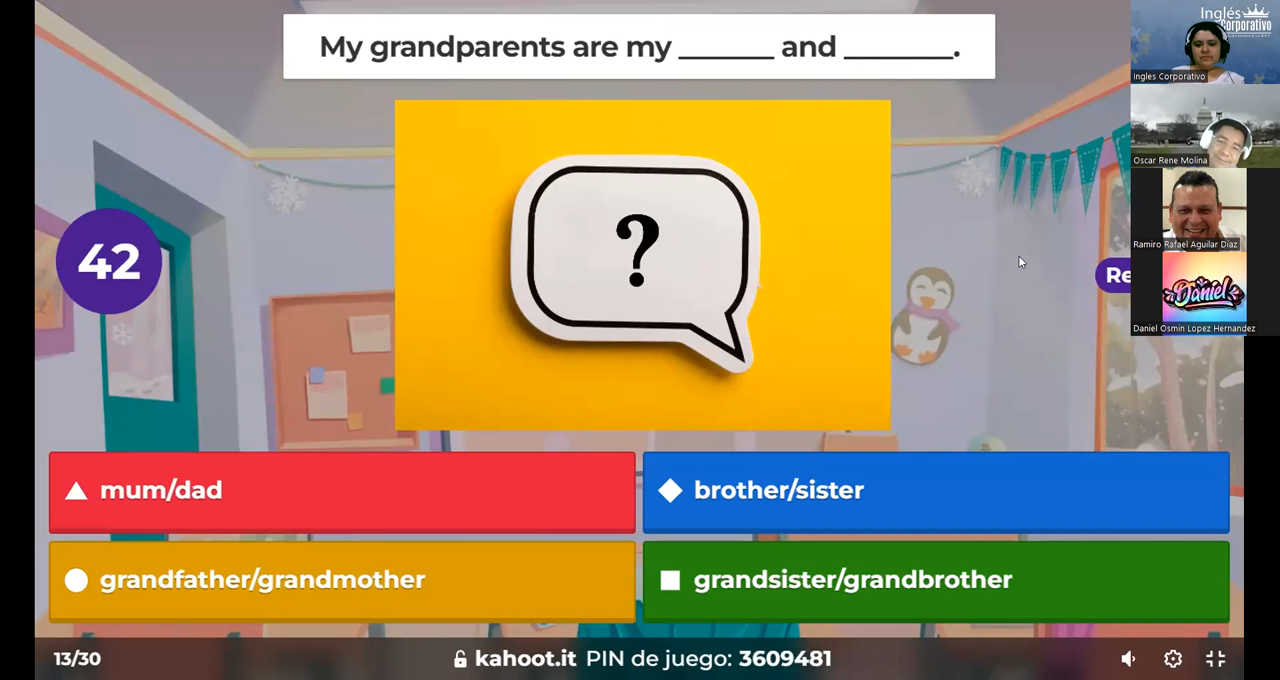 My grandparents are my _______ and ________.
?
42
Re
mum/dad
brother/sister
grandfather/grandmother
grandsister/grandbrother
13/30
kahoot.it PIN de juego: 3609481
Inglés
Corporativo
Ingles Corporativo
Oscar Rene Molina
Ramiro Rafael Aguilar Díaz
Daniel
Daniel Osmin Lopez Hernandez